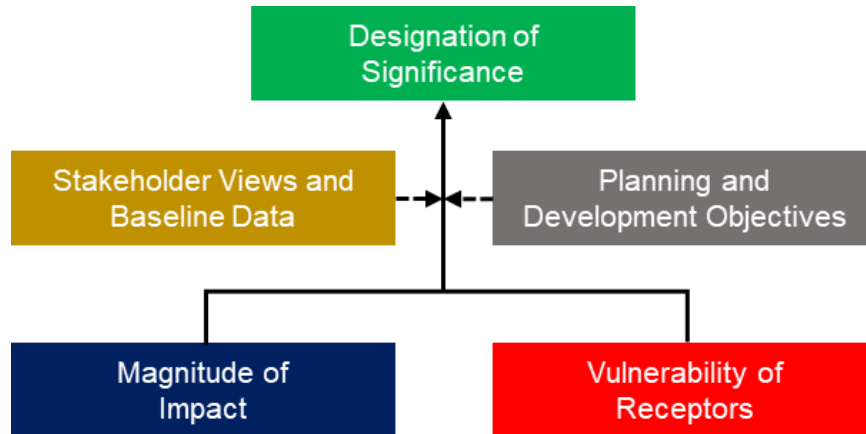 Designation of
Significance
Stakeholder Views and
Baseline Data
Planning and
Development Objectives
Magnitude of
Impact
Vulnerability of
Receptors